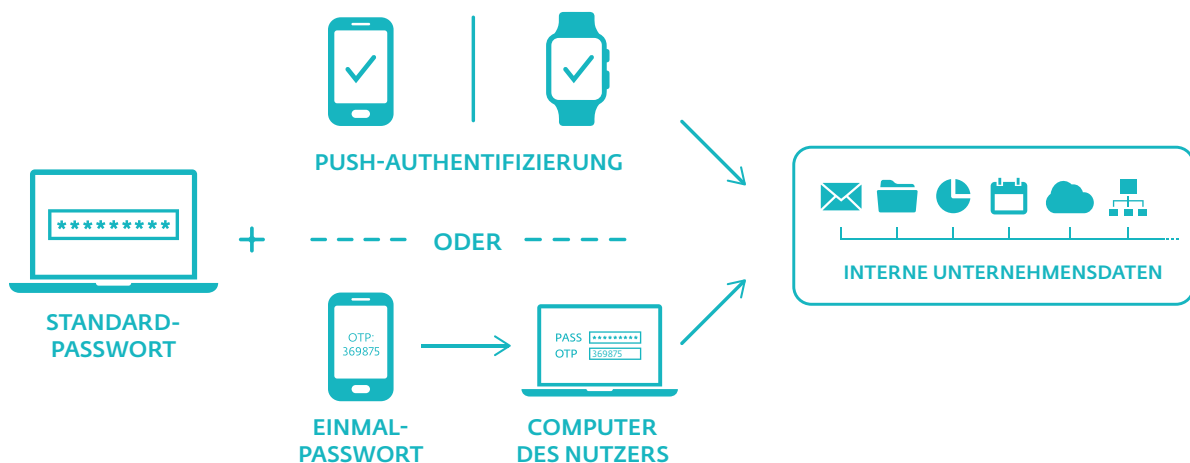 PUSH-AUTHENTIFIZIERUNG
*********
+
ODER
STANDARD-
PASSWORT
OTP:
369875
PASS *********
OTP 369875
EINMAL-
PASSWORT
COMPUTER
DES NUTZERS
INTERNE UNTERNEHMENSDATEN